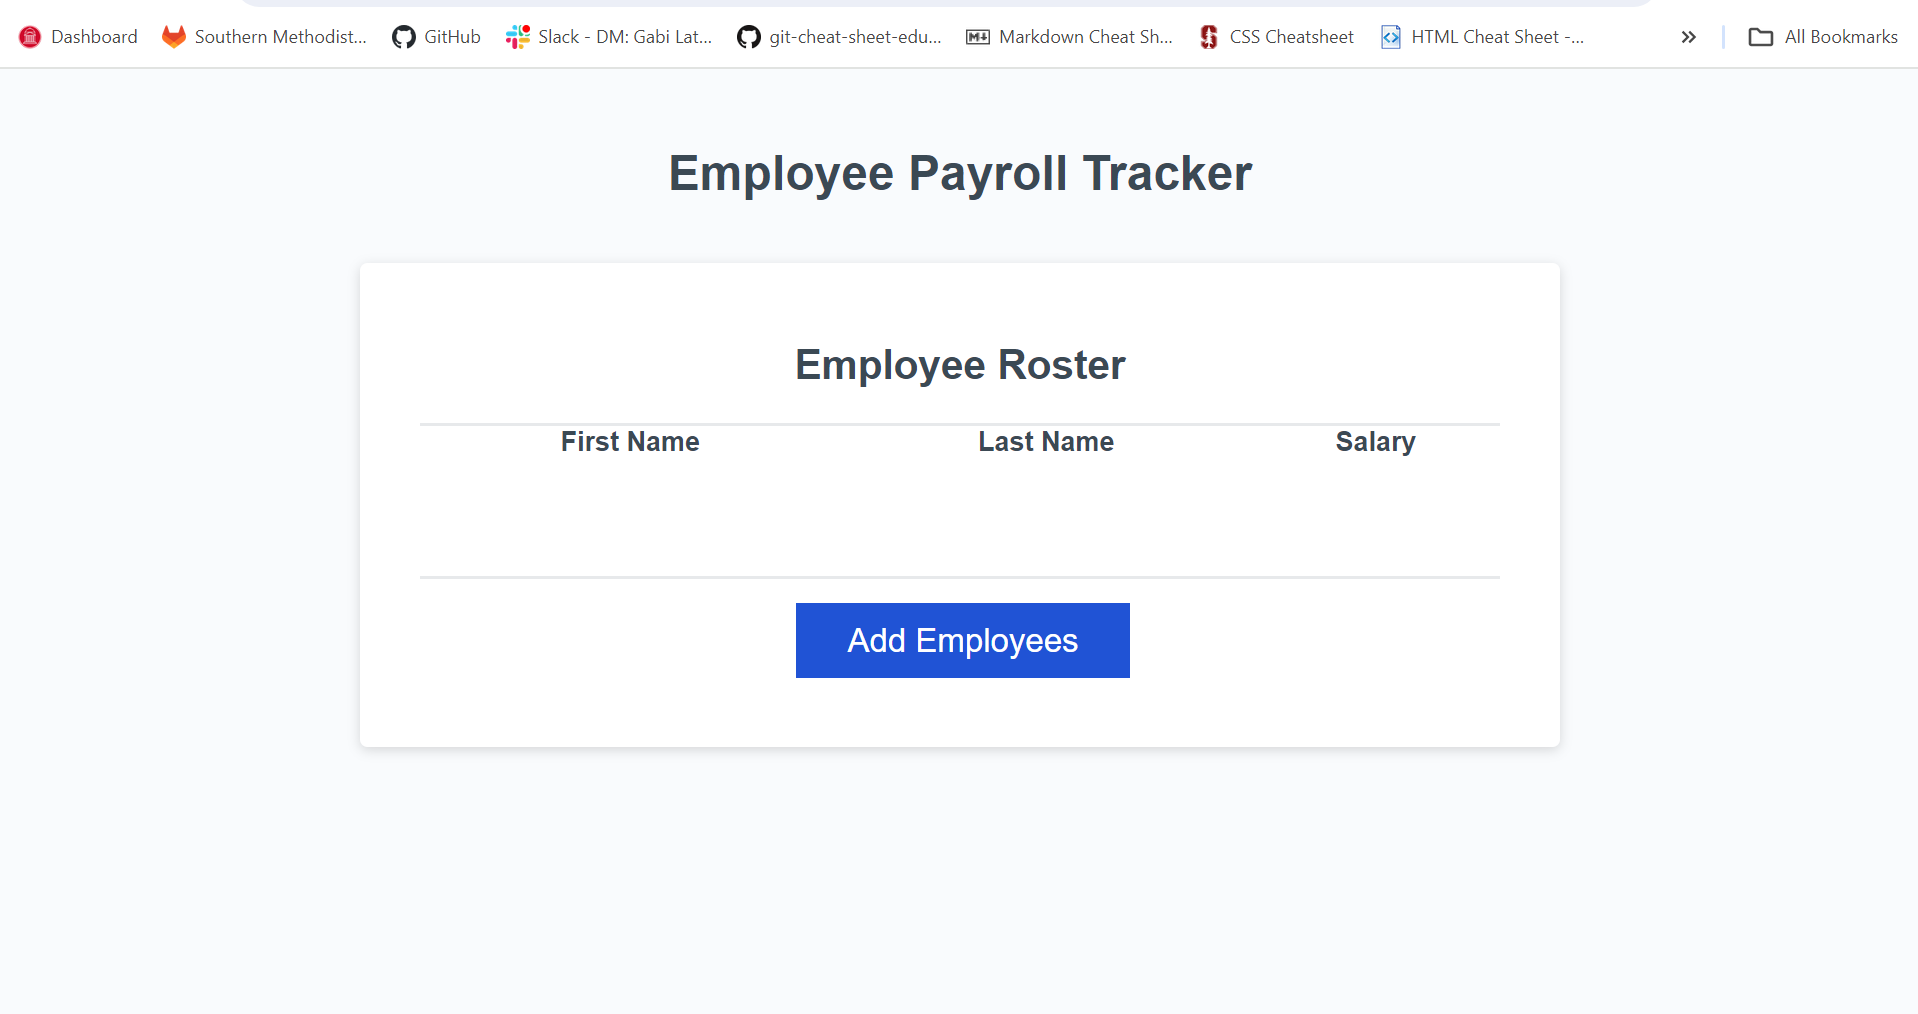 Dashboard Southern Methodist... GitHub Slack - DM: Gabi Lat... git-cheat-sheet-edu... Markdown Cheat Sh... CSS Cheatsheet HTML Cheat Sheet -... » All Bookmarks
Employee Payroll Tracker
Employee Roster
First Name Last Name Salary
Add Employees